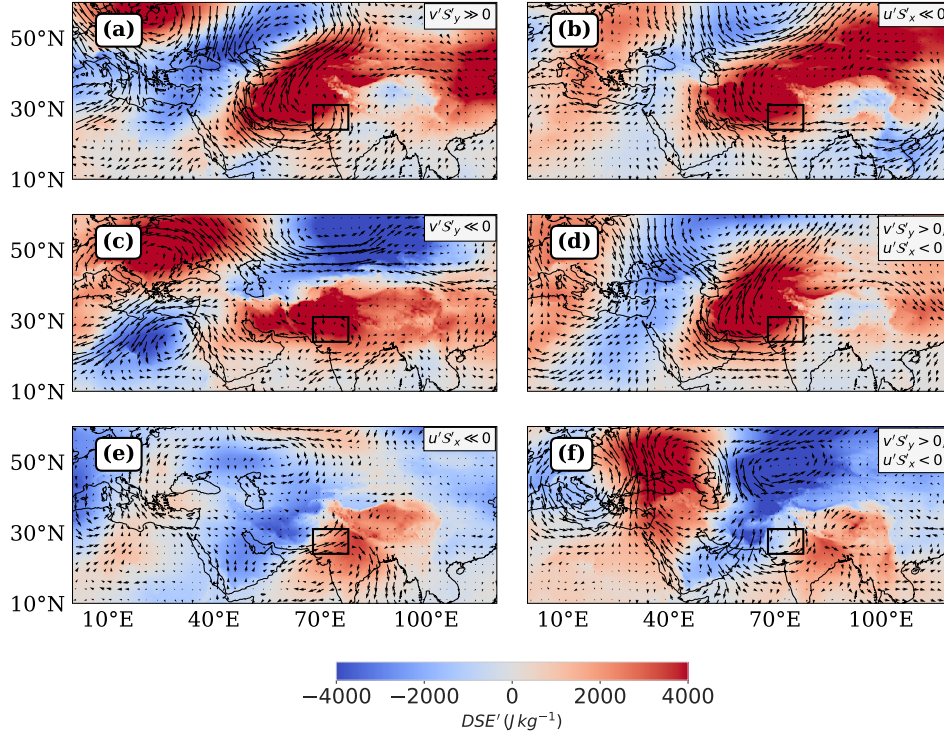 (a)
v′S′y ≫ 0
(b)
u′S′x ≪ 0
50°N
30°N
10°N
(c)
v′S′y ≪ 0
(d)
v′S′y > 0,
u′S′x < 0
50°N
30°N
10°N
(e)
u′S′x ≪ 0
(f)
v′S′y > 0,
u′S′x < 0
50°N
30°N
10°N
10°E 40°E 70°E 100°E 10°E 40°E 70°E 100°E
−4000 −2000 0 2000 4000
DSE′ (J kg⁻¹)